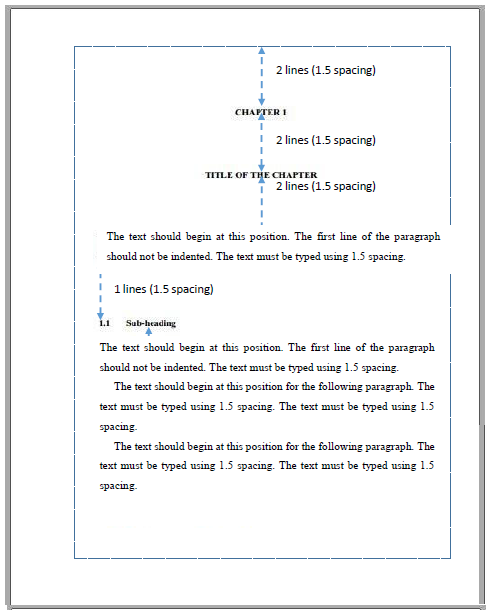 2 lines (1.5 spacing)
CHAPTER 1
2 lines (1.5 spacing)
TITLE OF THE CHAPTER
2 lines (1.5 spacing)
The text should begin at this position. The first line of the paragraph
should not be indented. The text must be typed using 1.5 spacing.
1 lines (1.5 spacing)
1.1 Sub-heading
The text should begin at this position. The first line of the paragraph
should not be indented. The text must be typed using 1.5 spacing.
The text should begin at this position for the following paragraph. The
text must be typed using 1.5 spacing. The text must be typed using 1.5
spacing.
The text should begin at this position for the following paragraph. The
text must be typed using 1.5 spacing. The text must be typed using 1.5
spacing.